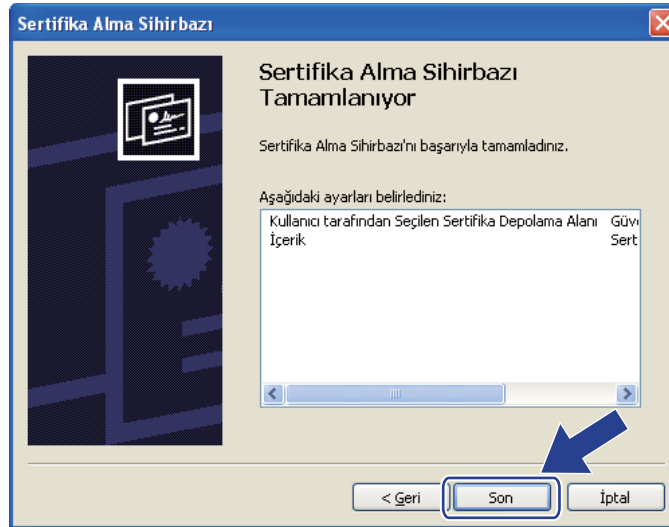 Sertifika Alma Sihirbazı
Sertifika Alma Sihirbazı
Tamamlanıyor
Sertifika Alma Sihirbazı'nı başarıyla tamamladınız.
Aşağıdaki ayarları belirlediniz:
Kullanıcı tarafından Seçilen Sertifika Depolama Alanı
İçerik Sert
< Geri Son İptal